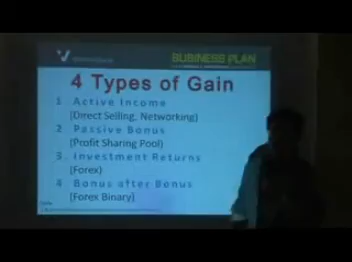 BUBINESS PLAN
4 Types of Gain
1 Active Income
(Direct Selling, Networking)
2 Passive Bonus
(Profit Sharing Pool)
3 Investment Returns
(Forex)
4 Bonus after Bonus
(Forex Binary)